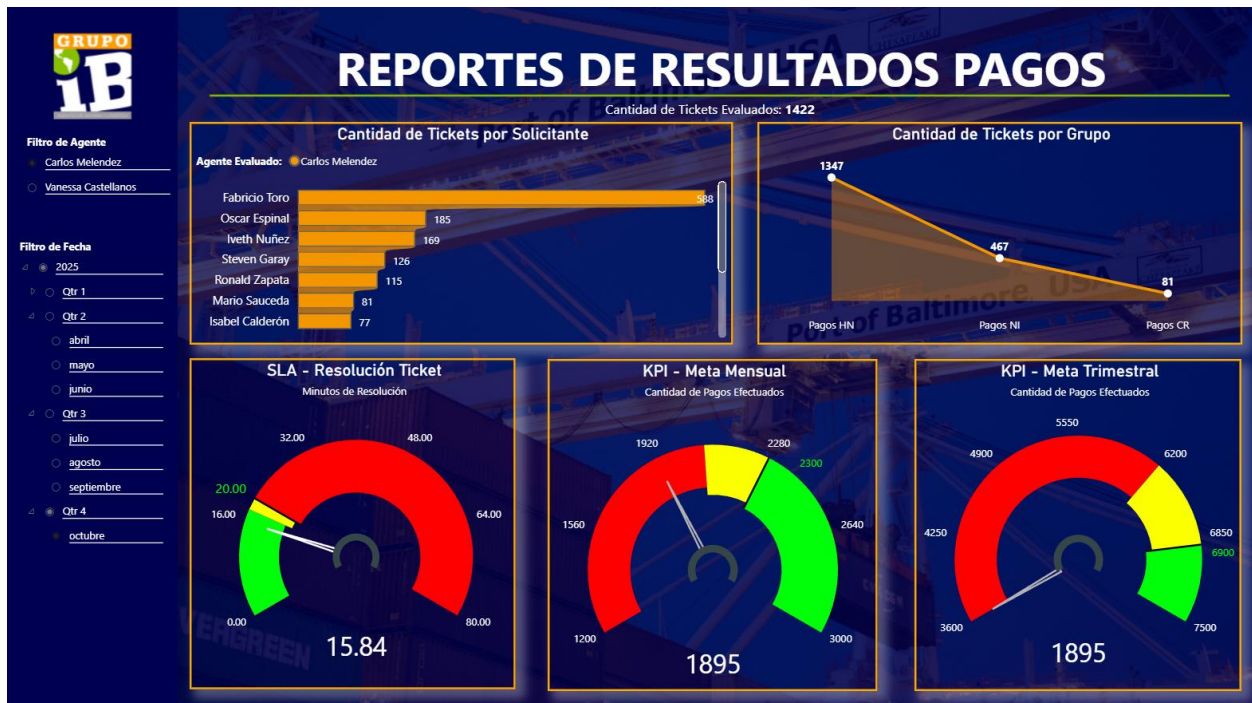 GRUPO
iB
REPORTES DE RESULTADOS PAGOS
Cantidad de Tickets Evaluados: 1422
Filtro de Agente
Carlos Melendez
Vanessa Castellanos
Filtro de Fecha
2025
Qtr 1
Qtr 2
abril
mayo
junio
Qtr 3
julio
agosto
septiembre
Qtr 4
octubre
Cantidad de Tickets por Solicitante
Agente Evaluado: Carlos Melendez
Fabricio Toro 588
Oscar Espinal 185
Iveth Nuñez 169
Steven Garay 126
Ronald Zapata 115
Mario Sauceda 81
Isabel Calderón 77
Cantidad de Tickets por Grupo
1347
467
81
Pagos HN Pagos NI Pagos CR
SLA - Resolución Ticket
Minutos de Resolución
32.00 48.00
20.00
16.00 64.00
0.00 80.00
15.84
KPI - Meta Mensual
Cantidad de Pagos Efectuados
1920 2280
2300
1560 2640
1200 3000
1895
KPI - Meta Trimestral
Cantidad de Pagos Efectuados
5550
4900 6200
4250 6850
6900
3600 7500
1895
Port of Baltimore, USA
EVERGREEN